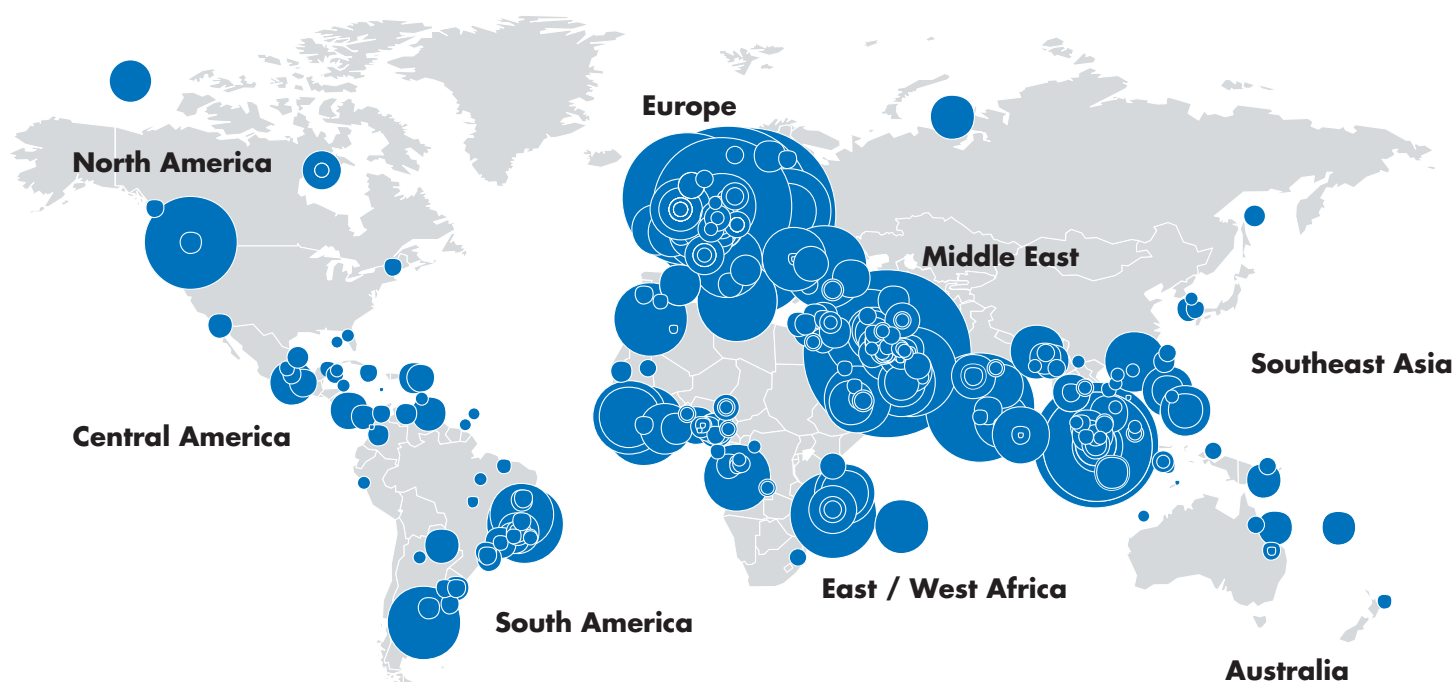 Europe
North America
Middle East
Southeast Asia
Central America
East / West Africa
South America
Australia